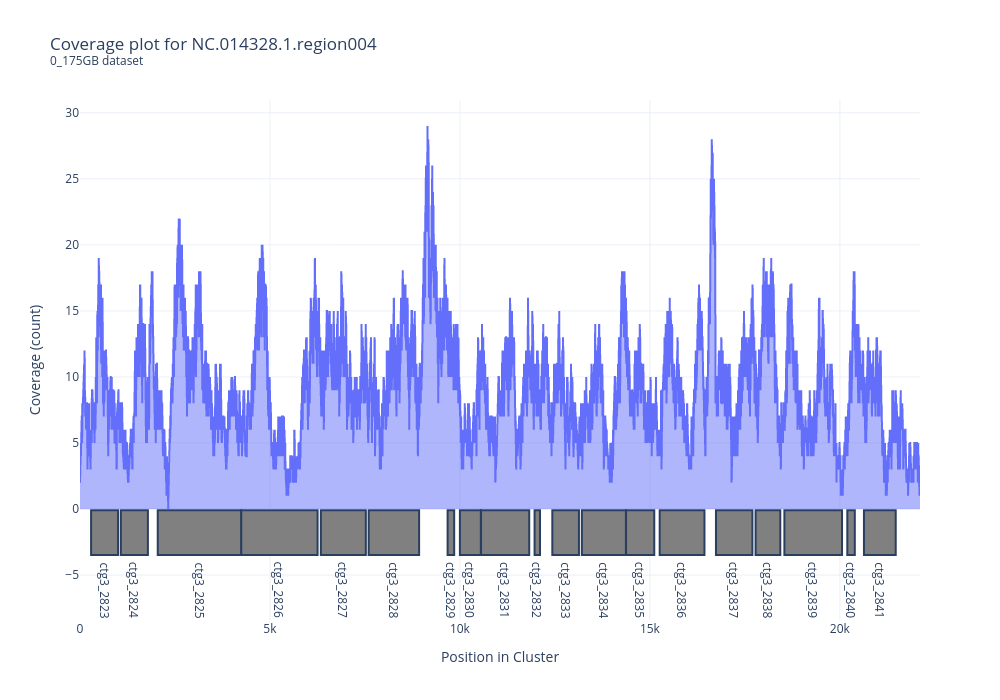 Coverage plot for NC.014328.1.region004
0_175GB dataset
30
25
20
15
10
5
0
−5
Coverage (count)
ctg3_2823
ctg3_2824
ctg3_2825
ctg3_2826
ctg3_2827
ctg3_2828
ctg3_2829
ctg3_2830
ctg3_2831
ctg3_2832
ctg3_2833
ctg3_2834
ctg3_2835
ctg3_2836
ctg3_2837
ctg3_2838
ctg3_2839
ctg3_2840
ctg3_2841
0 5k 10k 15k 20k
Position in Cluster